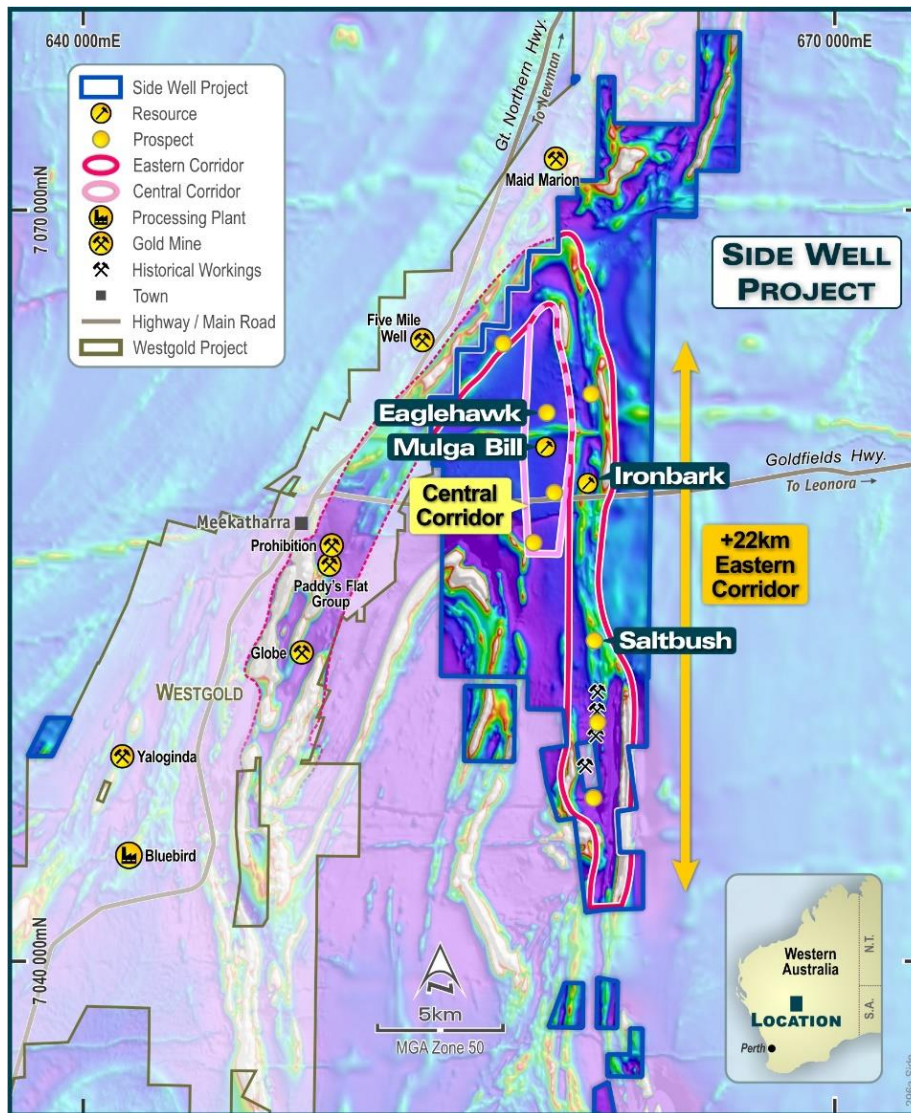 640 000mE
670 000mE
7 070 000mN
7 040 000mN
Side Well Project
Resource
Prospect
Eastern Corridor
Central Corridor
Processing Plant
Gold Mine
Historical Workings
Town
Highway / Main Road
Westgold Project
Gt. Northern Hwy.
To Newman →
Maid Marion
SIDE WELL
PROJECT
Five Mile
Well
Eaglehawk
Mulga Bill
Ironbark
Goldfields Hwy.
To Leonora →
Central
Corridor
Meekatharra
Prohibition
Paddy's Flat
Group
+22km
Eastern
Corridor
Globe
Saltbush
WESTGOLD
Yaloginda
Bluebird
5km
MGA Zone 50
Western
Australia
N.T.
S.A.
LOCATION
Perth